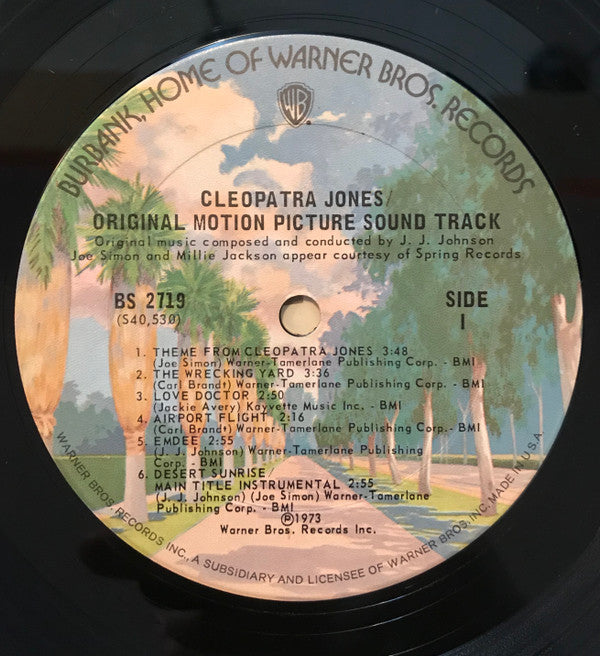 BURBANK, HOME OF WARNER BROS. RECORDS
WB
CLEOPATRA JONES/
ORIGINAL MOTION PICTURE SOUND TRACK
Original music composed and conducted by J. J. Johnson
Joe Simon and Millie Jackson appear courtesy of Spring Records
BS 2719
(S40,530)
SIDE
1
1. THEME FROM CLEOPATRA JONES 3:48
(Joe Simon) Warner-Tamerlane Publishing Corp. - BMI
2. THE WRECKING YARD 3:36
(Carl Brandt) Warner-Tamerlane Publishing Corp. - BMI
3. LOVE DOCTOR 2:50
(Jackie Avery) Kayvette Music Inc. - BMI
4. AIRPORT FLIGHT 2:16
(Carl Brandt) Warner-Tamerlane Publishing Corp. - BMI
5. EMDEE 2:55
(J. J. Johnson) Warner-Tamerlane Publishing
Corp. - BMI
6. DESERT SUNRISE/
MAIN TITLE INSTRUMENTAL 2:55
(J. J. Johnson) (Joe Simon) Warner-Tamerlane
Publishing Corp. - BMI
℗1973
Warner Bros. Records Inc.
WARNER BROS. RECORDS INC., A SUBSIDIARY AND LICENSEE OF WARNER BROS. INC. MADE IN U.S.A.